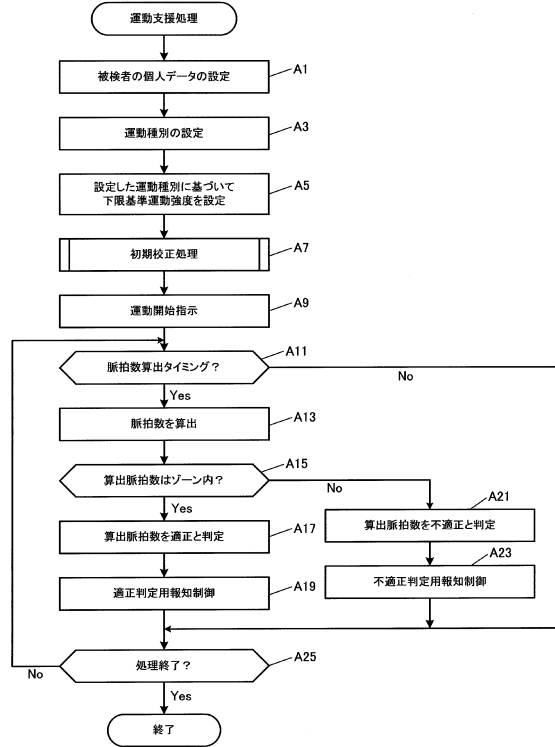 運動支援処理
被検者の個人データの設定
A1
運動種別の設定
A3
設定した運動種別に基づいて
下限基準運動強度を設定
A5
初期校正処理
A7
運動開始指示
A9
脈拍数算出タイミング?
A11
No
Yes
脈拍数を算出
A13
算出脈拍数はゾーン内?
A15
No
Yes
算出脈拍数を適正と判定
A17
算出脈拍数を不適正と判定
A21
適正判定用報知制御
A19
不適正判定用報知制御
A23
処理終了?
A25
No
Yes
終了